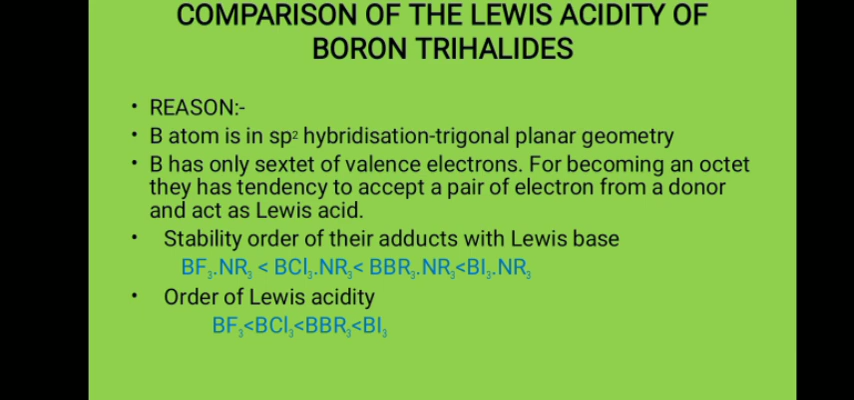 COMPARISON OF THE LEWIS ACIDITY OF
BORON TRIHALIDES
• REASON:-
• B atom is in sp² hybridisation-trigonal planar geometry
• B has only sextet of valence electrons. For becoming an octet
they has tendency to accept a pair of electron from a donor
and act as Lewis acid.
• Stability order of their adducts with Lewis base
BF₃.NR₃ < BCl₃.NR₃< BBR₃.NR₃<BI₃.NR₃
• Order of Lewis acidity
BF₃<BCl₃<BBR₃<BI₃